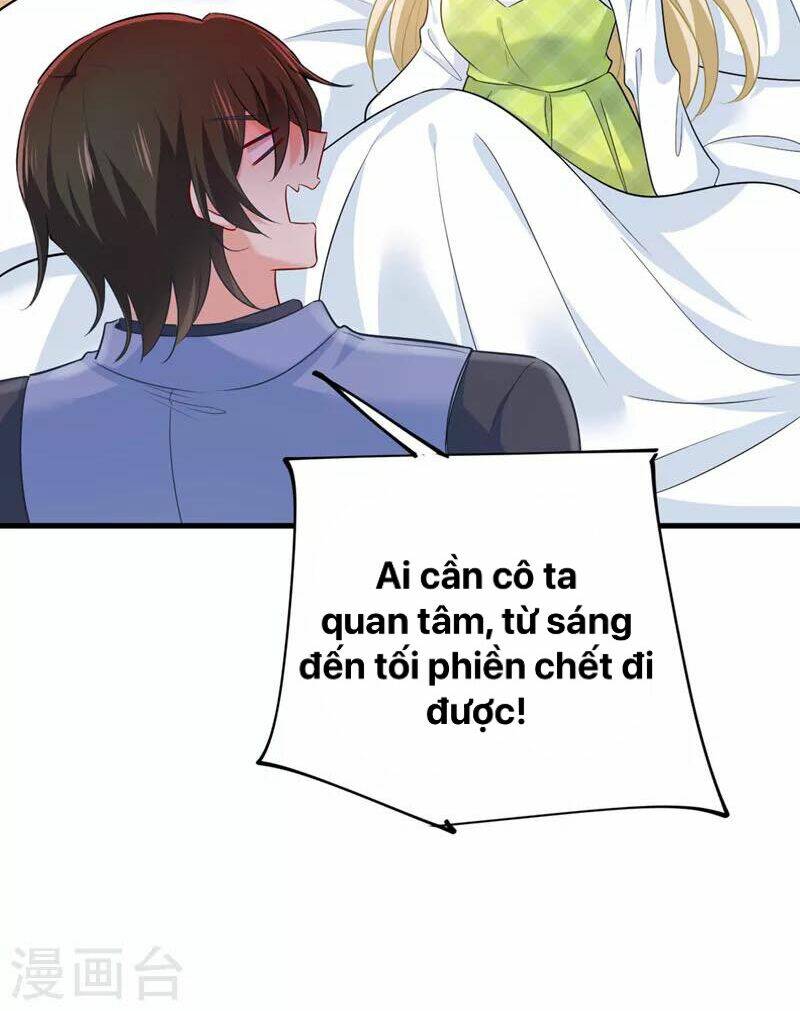 Ai cần cô ta
quan tâm, từ sáng
đến tối phiền chết đi
được!
漫画台